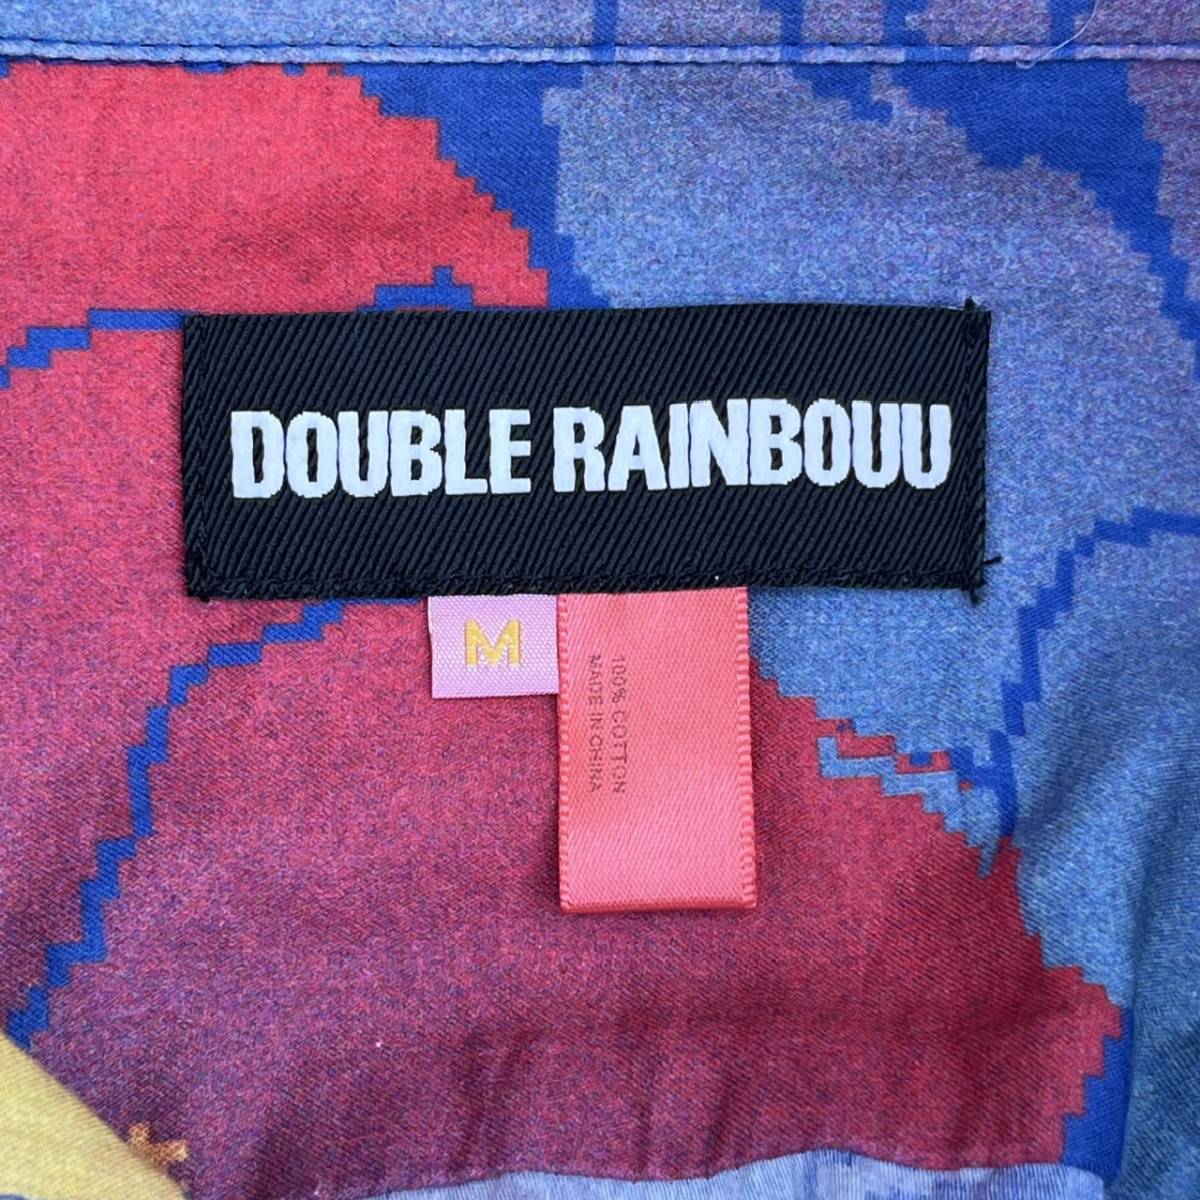 DOUBLE RAINBOUU
M
100% COTTON
MADE IN CHINA